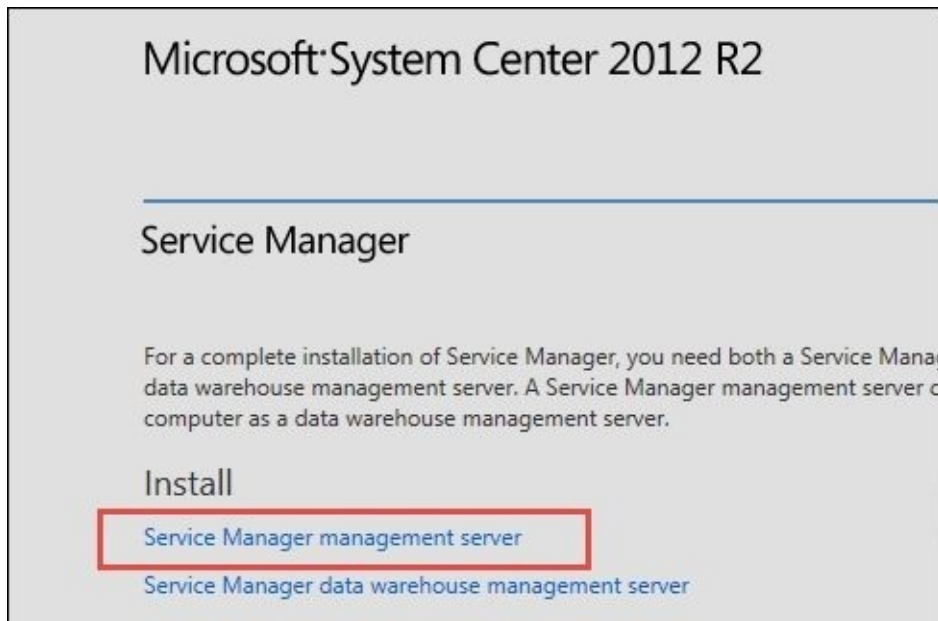 Microsoft System Center 2012 R2
Service Manager
For a complete installation of Service Manager, you need both a Service
data warehouse management server. A Service Manager management server
computer as a data warehouse management server.
Install
Service Manager management server
Service Manager data warehouse management server